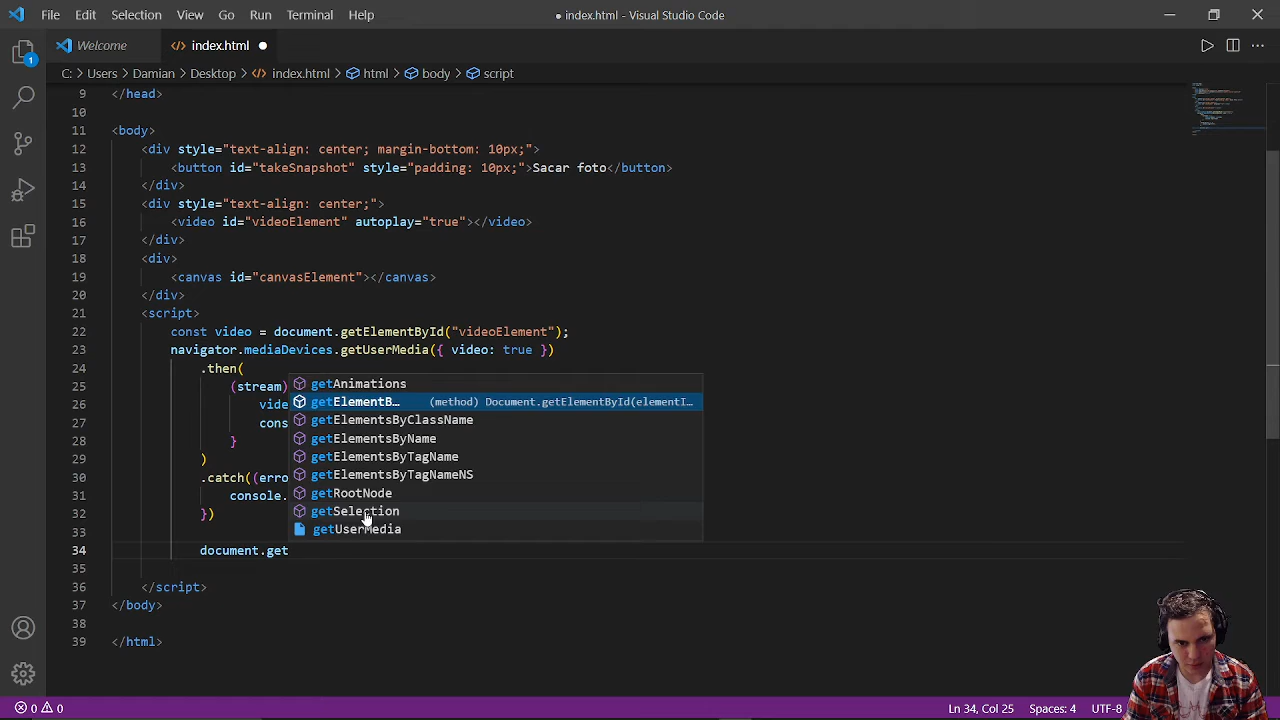 File Edit Selection View Go Run Terminal Help ● index.html - Visual Studio Code
Welcome index.html ●
C: > Users > Damian > Desktop > index.html > html > body > script
9 </head>
10
11 <body>
12 <div style="text-align: center; margin-bottom: 10px;">
13 <button id="takeSnapshot" style="padding: 10px;">Sacar foto</button>
14 </div>
15 <div style="text-align: center;">
16 <video id="videoElement" autoplay="true"></video>
17 </div>
18 <div>
19 <canvas id="canvasElement"></canvas>
20 </div>
21 <script>
22 const video = document.getElementById("videoElement");
23 navigator.mediaDevices.getUserMedia({ video: true })
24 .then(
25 (stream)
getAnimations
26 vide
getElementB… (method) Document.getElementById(elementI…
27 cons
getElementsByClassName
28 }
getElementsByName
29 )
getElementsByTagName
30 .catch((erro
getElementsByTagNameNS
31 console.
getRootNode
32 })
getSelection
33
getUserMedia
34 document.get
35
36 </script>
37 </body>
38
39 </html>
1
0 0 Ln 34, Col 25 Spaces: 4 UTF-8